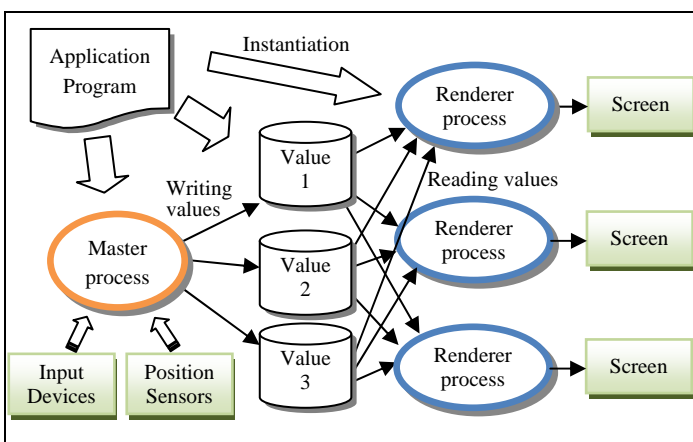 Application
Program
Instantiation
Renderer
process
Screen
Value
1
Writing
values
Reading values
Master
process
Value
2
Renderer
process
Screen
Value
3
Renderer
process
Screen
Input
Devices
Position
Sensors